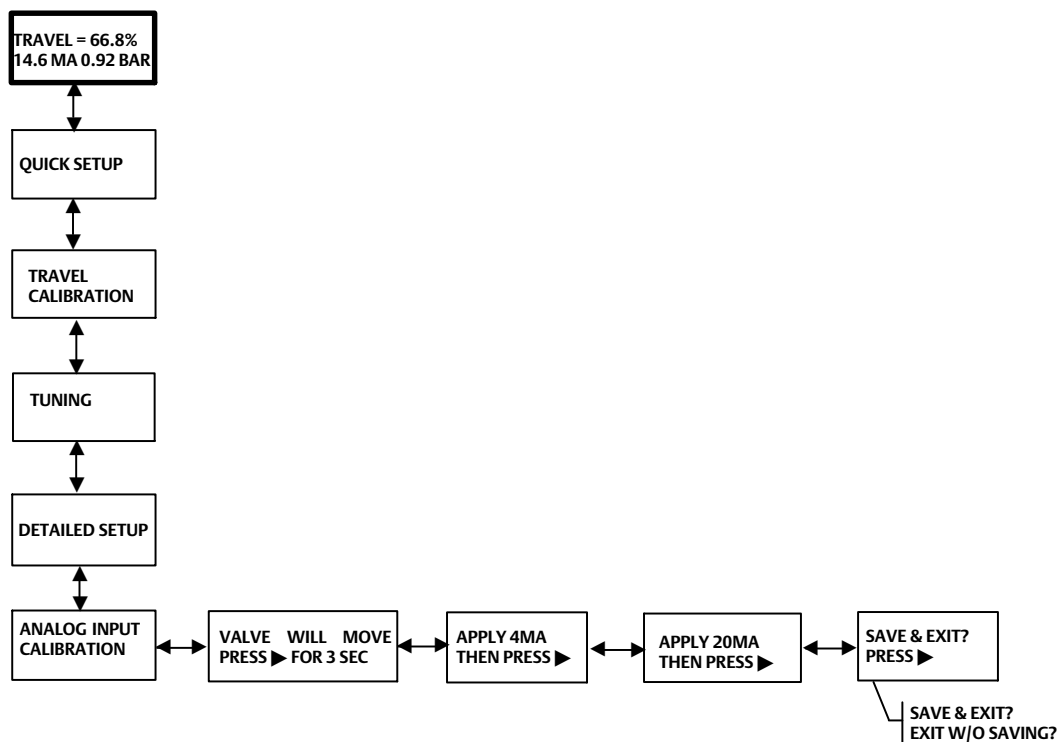 TRAVEL = 66.8%
14.6 MA 0.92 BAR
QUICK SETUP
TRAVEL
CALIBRATION
TUNING
DETAILED SETUP
ANALOG INPUT
CALIBRATION
VALVE WILL MOVE
PRESS ▶ FOR 3 SEC
APPLY 4MA
THEN PRESS ▶
APPLY 20MA
THEN PRESS ▶
SAVE & EXIT?
PRESS ▶
SAVE & EXIT?
EXIT W/O SAVING?